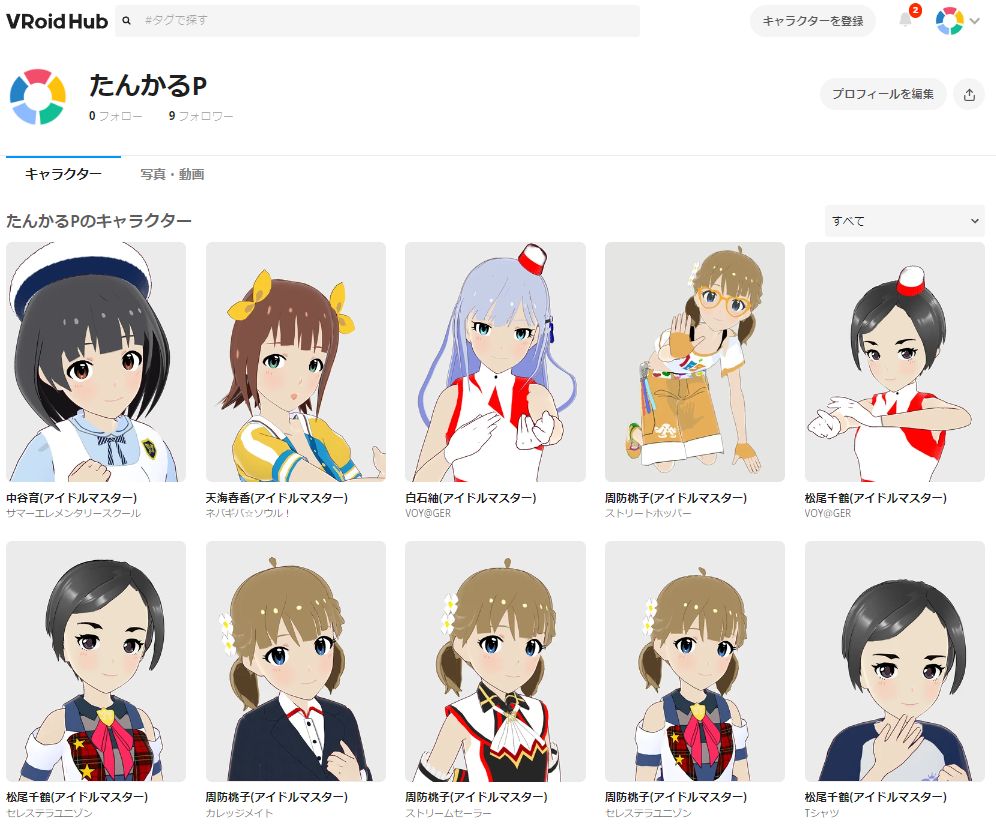 VRoid Hub
#タグで探す
キャラクターを登録
2
たんかるP
0 フォロー 9 フォロワー
プロフィールを編集
キャラクター 写真・動画
たんかるPのキャラクター
すべて
中谷育(アイドルマスター)
サマーエレメンタリースクール
天海春香(アイドルマスター)
ネバギバ☆ソウル！
白石紬(アイドルマスター)
VOY@GER
周防桃子(アイドルマスター)
ストリートホッパー
松尾千鶴(アイドルマスター)
VOY@GER
松尾千鶴(アイドルマスター)
セレステラユニゾン
周防桃子(アイドルマスター)
カレッジメイト
周防桃子(アイドルマスター)
ストリームセーラー
周防桃子(アイドルマスター)
セレステラユニゾン
松尾千鶴(アイドルマスター)
Tシャツ